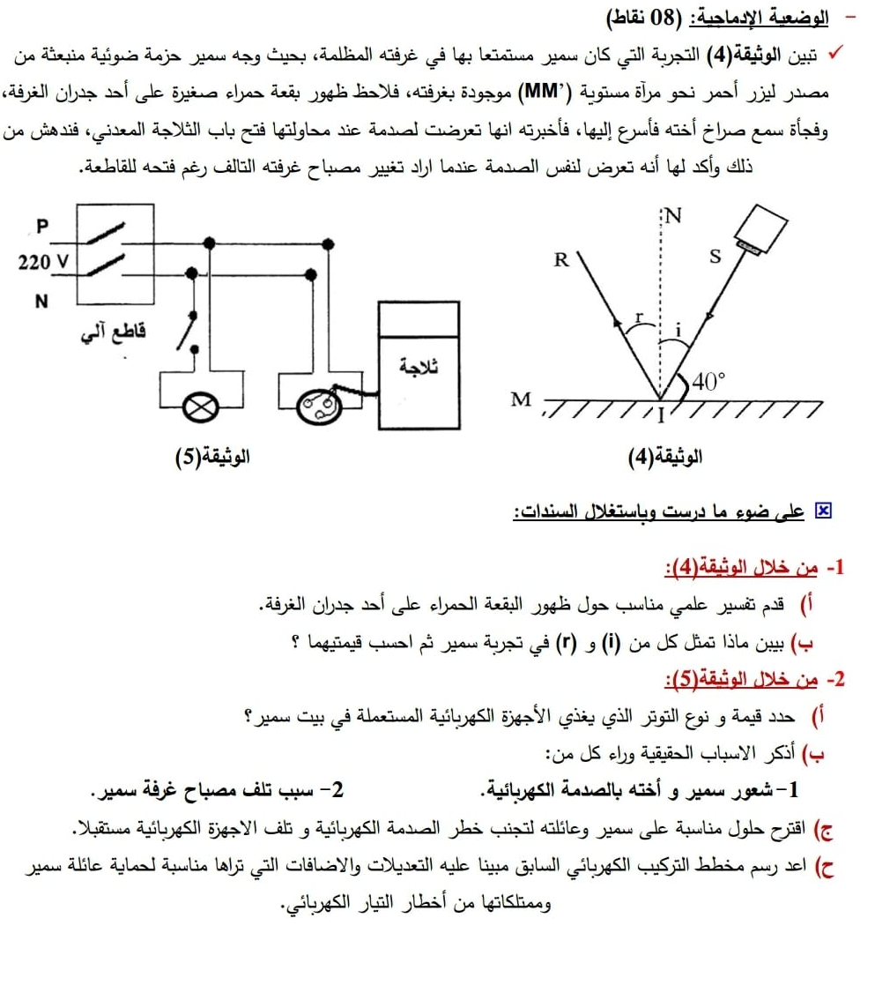 - الوضعية الإدماجية: (08 نقاط)
✓ تبين الوثيقة(4) التجربة التي كان سمير مستمتعا بها في غرفته المظلمة، بحيث وجه سمير حزمة ضوئية منبعثة من
مصدر ليزر أحمر نحو مرآة مستوية (MM’) موجودة بغرفته، فلاحظ ظهور بقعة حمراء صغيرة على أحد جدران الغرفة،
وفجأة سمع صراخ أخته فأسرع إليها، فأخبرته انها تعرضت لصدمة عند محاولتها فتح باب الثلاجة المعدني، فندهش من
ذلك وأكد لها أنه تعرض لنفس الصدمة عندما اراد تغيير مصباح غرفته التالف رغم فتحه للقاطعة.
P
220 V
N
قاطع آلي
ثلاجة
N
S
R
r
i
40°
M
I
الوثيقة(5)
الوثيقة(4)
على ضوء ما درست وباستغلال السندات:
1- من خلال الوثيقة(4):
أ) قدم تفسير علمي مناسب حول ظهور البقعة الحمراء على أحد جدران الغرفة.
ب) بيين ماذا تمثل كل من (i) و (r) في تجربة سمير ثم احسب قيمتيهما ؟
2- من خلال الوثيقة(5):
أ) حدد قيمة و نوع التوتر الذي يغذي الأجهزة الكهربائية المستعملة في بيت سمير؟
ب) أذكر الاسباب الحقيقية وراء كل من:
1- شعور سمير و أخته بالصدمة الكهربائية. 2- سبب تلف مصباح غرفة سمير.
ج) اقترح حلول مناسبة على سمير وعائلته لتجنب خطر الصدمة الكهربائية و تلف الاجهزة الكهربائية مستقبلا.
ح) اعد رسم مخطط التركيب الكهربائي السابق مبينا عليه التعديلات والاضافات التي تراها مناسبة لحماية عائلة سمير
وممتلكاتها من أخطار التيار الكهربائي.